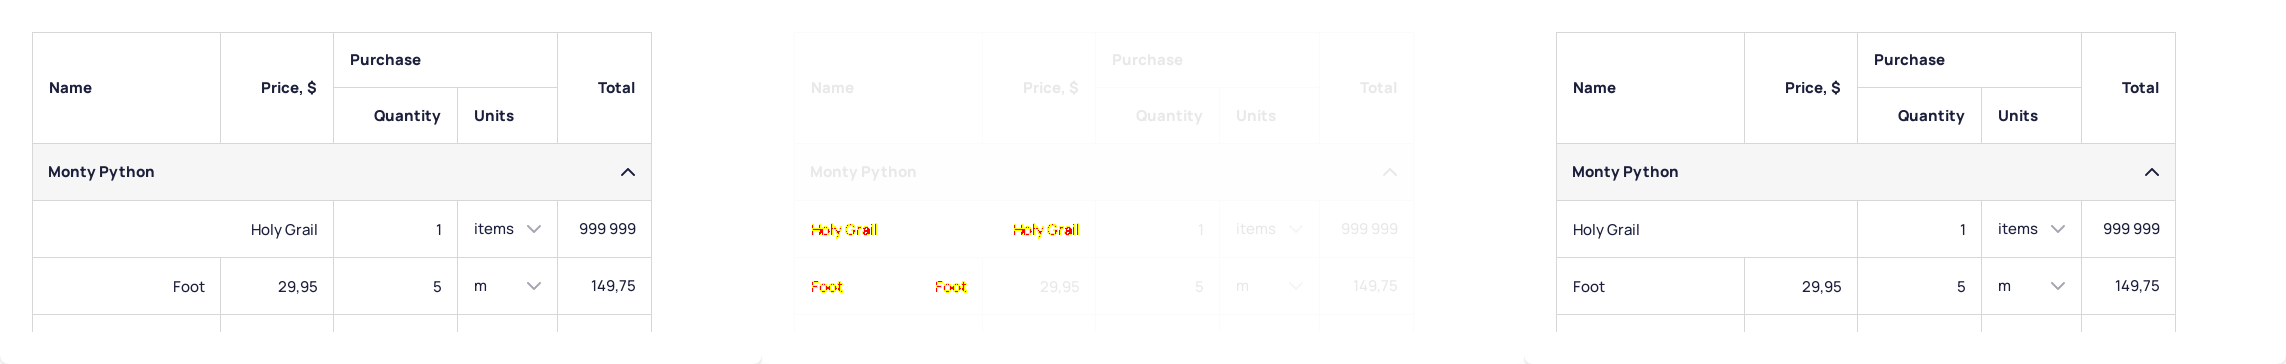 Purchase
Name Price, $ Total
Quantity Units
Monty Python
Holy Grail 1 items 999 999
Foot 29,95 5 m 149,75
Purchase
Name Price, $ Total
Quantity Units
Monty Python
Holy Grail Holy Grail 1 items 999 999
Foot Foot 29,95 5 m 149,75
Purchase
Name Price, $ Total
Quantity Units
Monty Python
Holy Grail 1 items 999 999
Foot 29,95 5 m 149,75